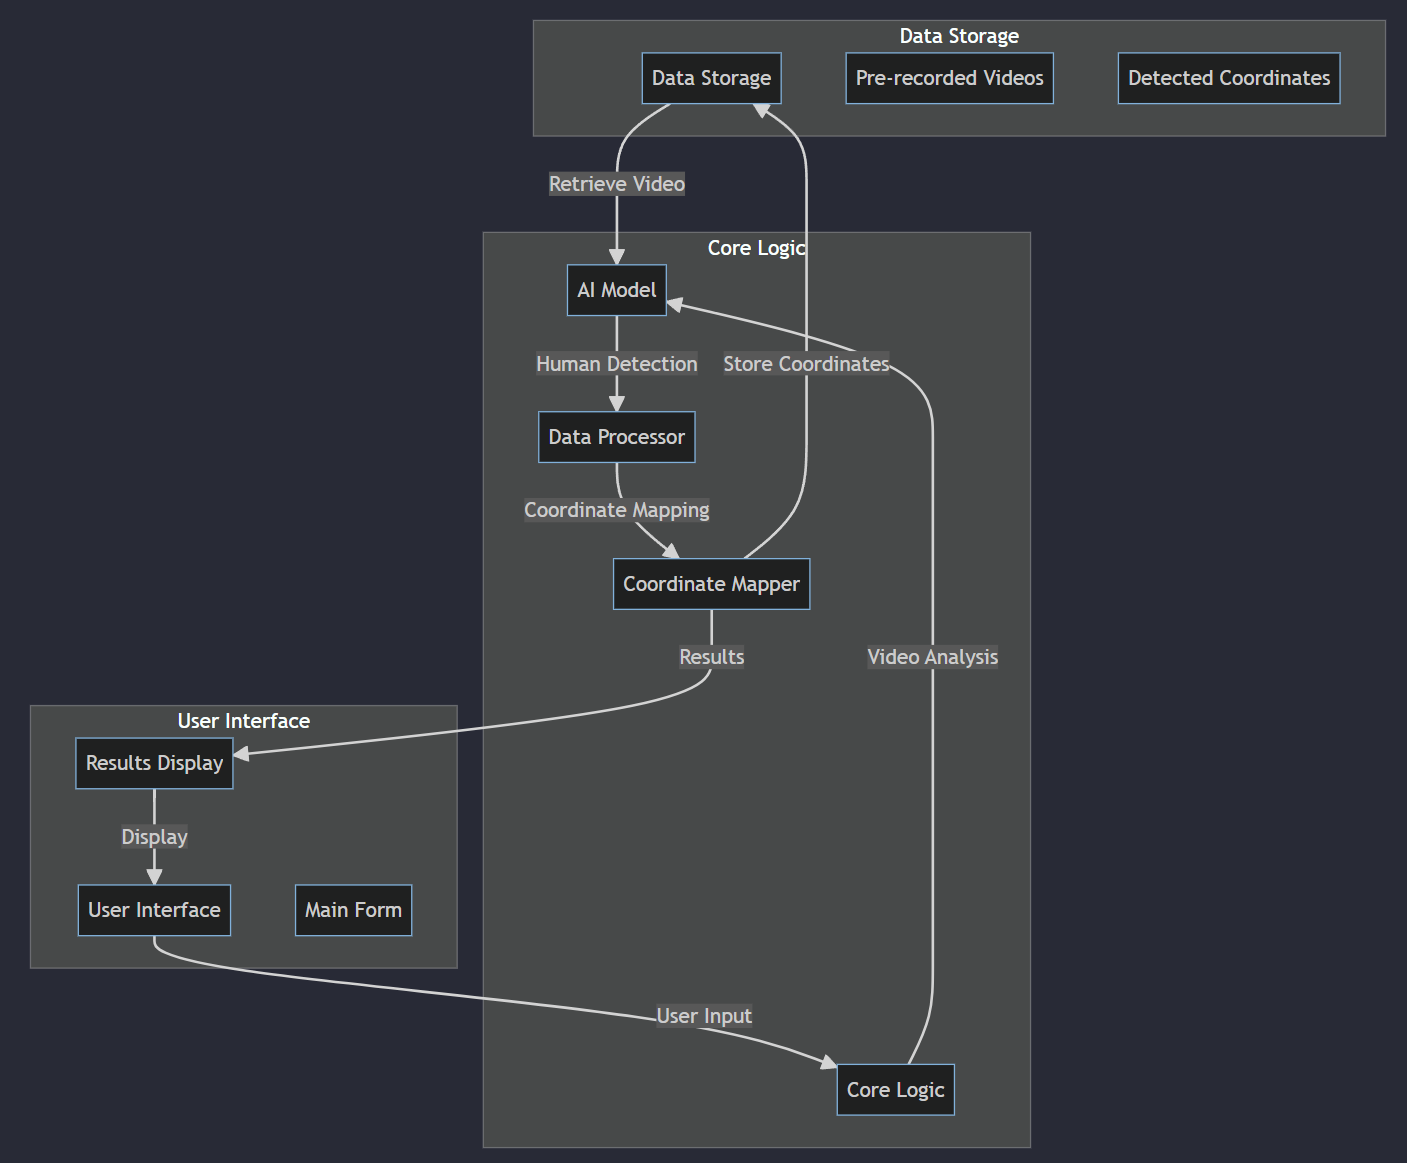 Data Storage
Data Storage
Pre-recorded Videos
Detected Coordinates
Retrieve Video
Core Logic
AI Model
Human Detection
Store Coordinates
Data Processor
Coordinate Mapping
Coordinate Mapper
Results
Video Analysis
User Interface
Results Display
Display
User Interface
Main Form
User Input
Core Logic